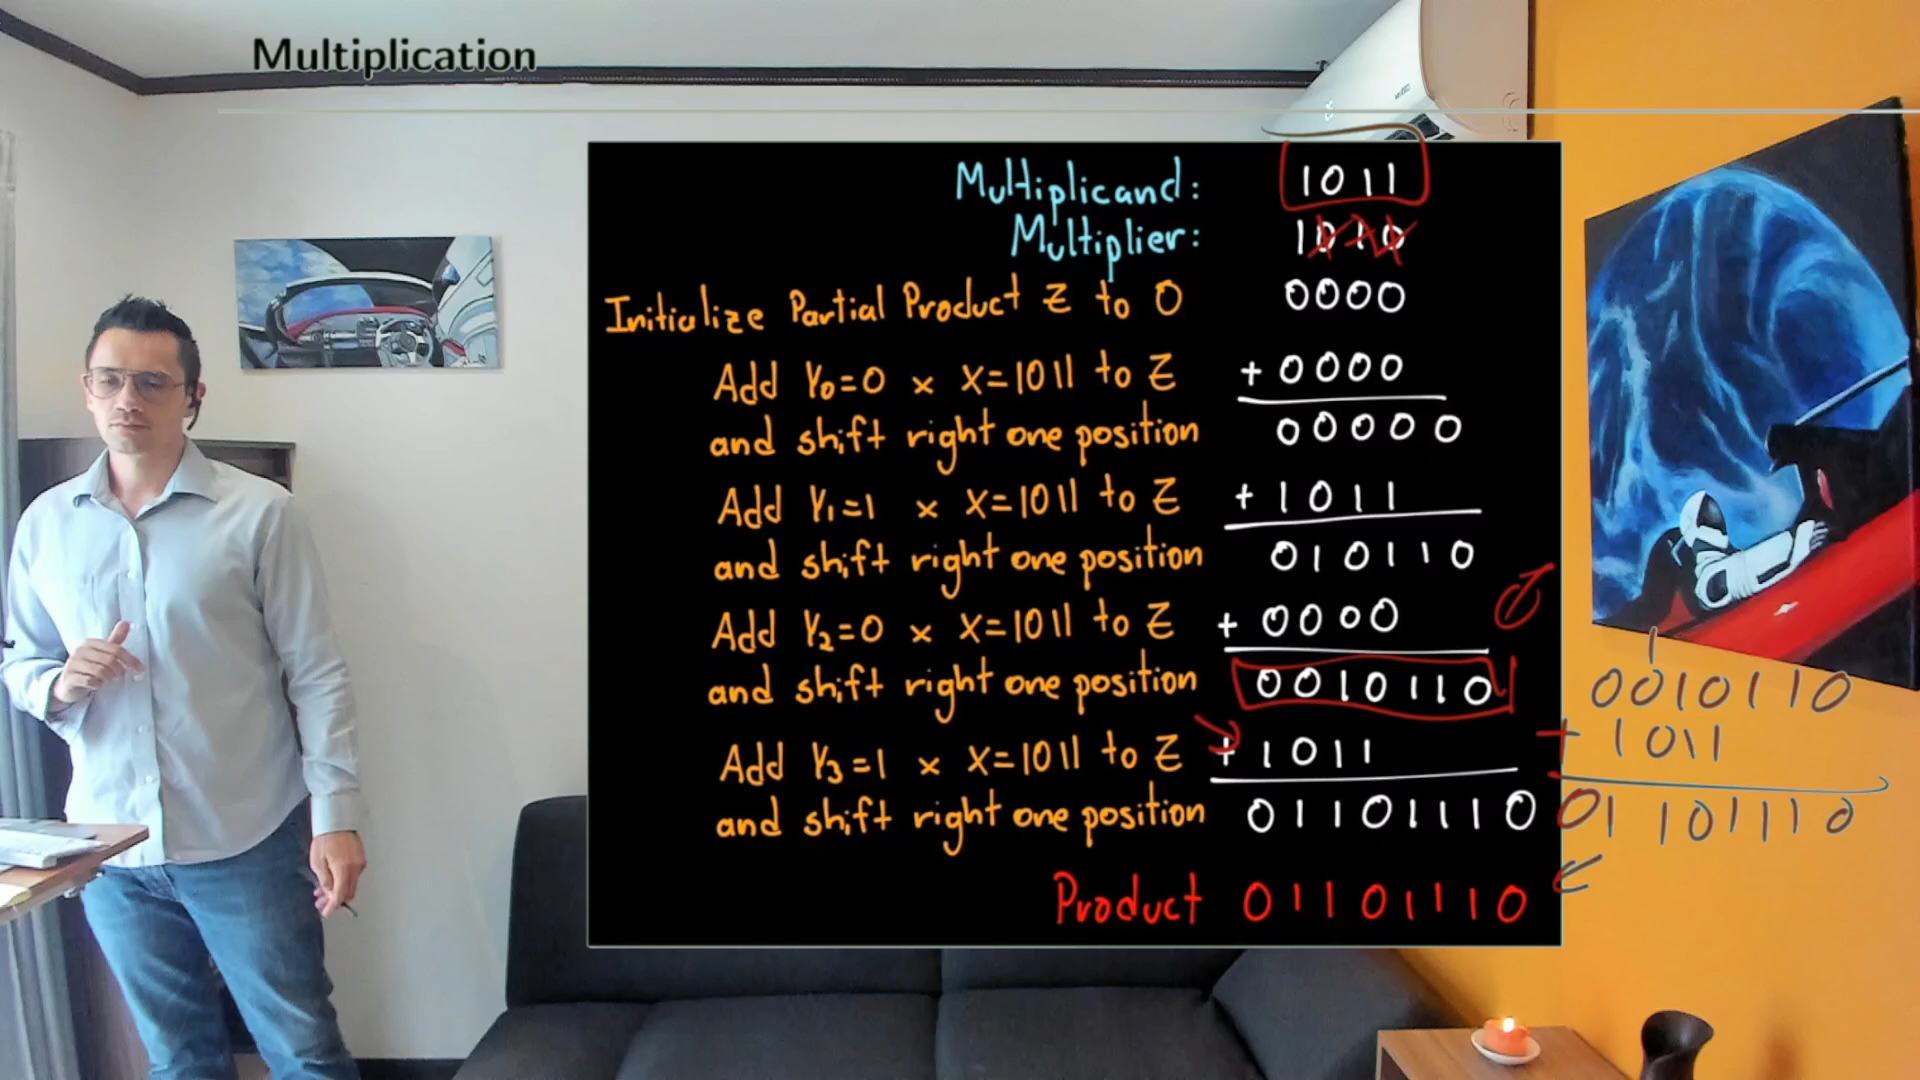 Multiplication
Multiplicand: 1011
Multiplier: 1010
Initialize Partial Product Z to 0 0000
Add Y0=0 × X=1011 to Z + 0000
and shift right one position 00000
Add Y1=1 × X=1011 to Z + 1011
and shift right one position 010110
Add Y2=0 × X=1011 to Z + 0000
and shift right one position 0010110
Add Y3=1 × X=1011 to Z + 1011
and shift right one position 01101110
Product 01101110
1
0010110
+ 1011
01101110